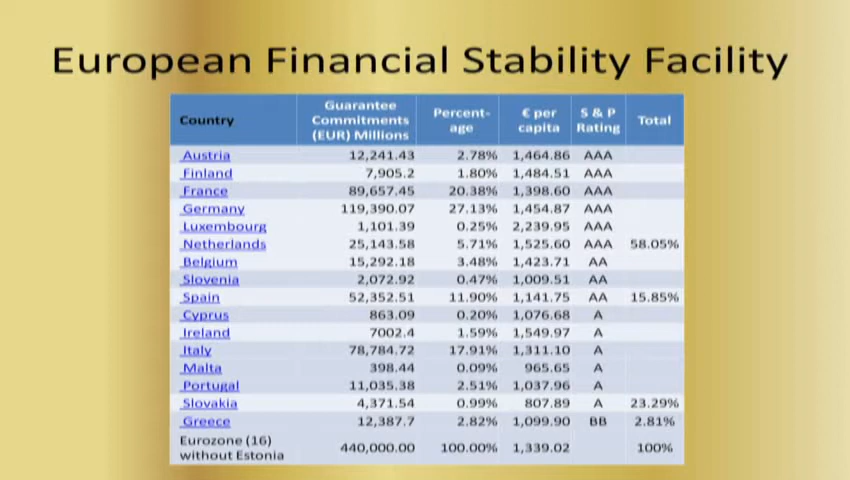 European Financial Stability Facility
Country Guarantee Commitments (EUR) Millions Percent-age € per capita S & P Rating Total
Austria 12,241.43 2.78% 1,464.86 AAA
Finland 7,905.2 1.80% 1,484.51 AAA
France 89,657.45 20.38% 1,398.60 AAA
Germany 119,390.07 27.13% 1,454.87 AAA
Luxembourg 1,101.39 0.25% 2,239.95 AAA
Netherlands 25,143.58 5.71% 1,525.60 AAA 58.05%
Belgium 15,292.18 3.48% 1,423.71 AA
Slovenia 2,072.92 0.47% 1,009.51 AA
Spain 52,352.51 11.90% 1,141.75 AA 15.85%
Cyprus 863.09 0.20% 1,076.68 A
Ireland 7002.4 1.59% 1,549.97 A
Italy 78,784.72 17.91% 1,311.10 A
Malta 398.44 0.09% 965.65 A
Portugal 11,035.38 2.51% 1,037.96 A
Slovakia 4,371.54 0.99% 807.89 A 23.29%
Greece 12,387.7 2.82% 1,099.90 BB 2.81%
Eurozone (16) without Estonia 440,000.00 100.00% 1,339.02 100%